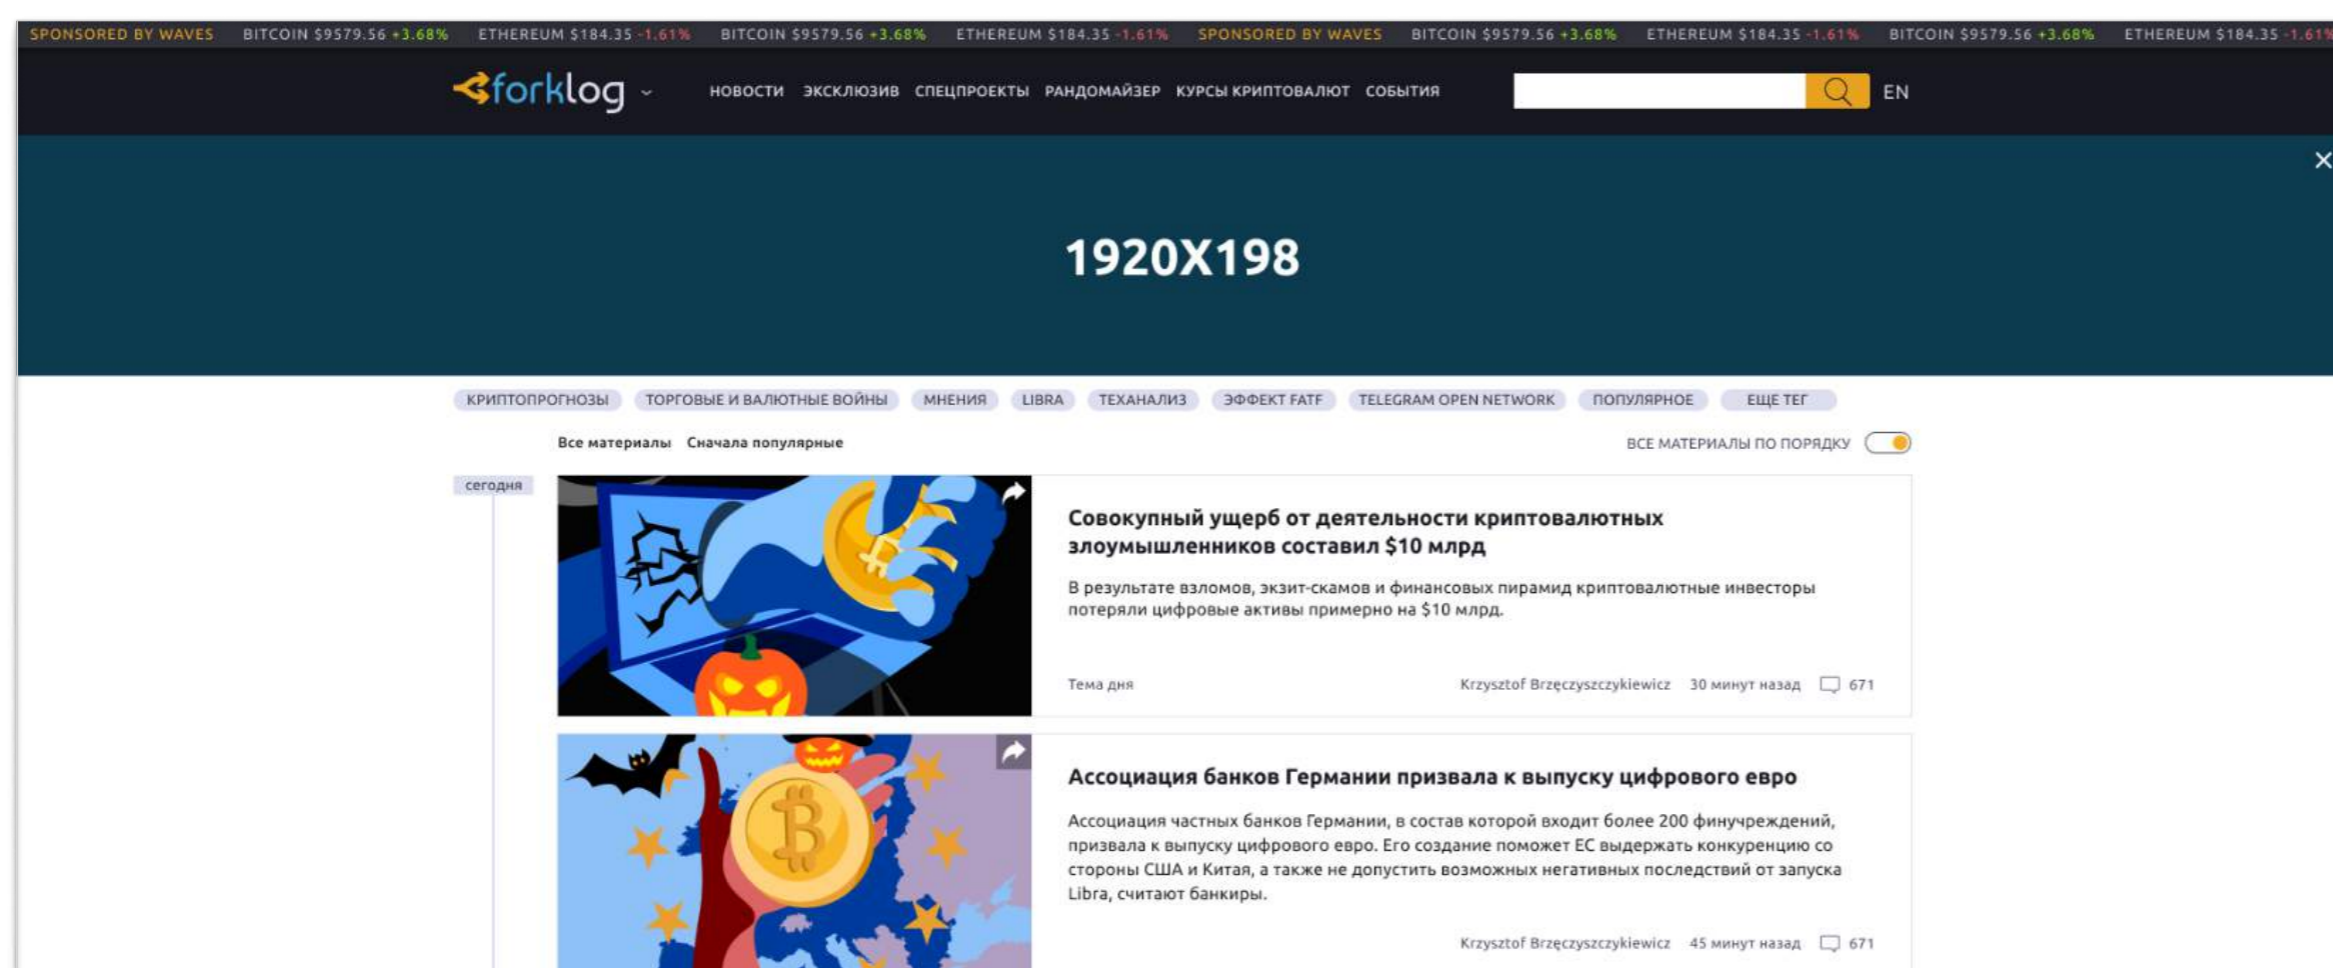 SPONSORED BY WAVES BITCOIN $9579.56 +3.68% ETHEREUM $184.35 -1.61% BITCOIN $9579.56 +3.68% ETHEREUM $184.35 -1.61% SPONSORED BY WAVES BITCOIN $9579.56 +3.68% ETHEREUM $184.35 -1.61% BITCOIN $9579.56 +3.68% ETHEREUM $184.35 -1.61%
forklog НОВОСТИ ЭКСКЛЮЗИВ СПЕЦПРОЕКТЫ РАНДОМАЙЗЕР КУРСЫ КРИПТОВАЛЮТ СОБЫТИЯ EN
1920X198
КРИПТОПРОГНОЗЫ ТОРГОВЫЕ И ВАЛЮТНЫЕ ВОЙНЫ МНЕНИЯ LIBRA ТЕХАНАЛИЗ ЭФФЕКТ FATF TELEGRAM OPEN NETWORK ПОПУЛЯРНОЕ ЕЩЕ ТЕГ
Все материалы Сначала популярные ВСЕ МАТЕРИАЛЫ ПО ПОРЯДКУ
сегодня
Совокупный ущерб от деятельности криптовалютных
злоумышленников составил $10 млрд
В результате взломов, экзит-скамов и финансовых пирамид криптовалютные инвесторы
потеряли цифровые активы примерно на $10 млрд.
Тема дня Krzysztof Brzęczyszczykiewicz 30 минут назад 671
Ассоциация банков Германии призвала к выпуску цифрового евро
Ассоциация частных банков Германии, в состав которой входит более 200 финучреждений,
призвала к выпуску цифрового евро. Его создание поможет ЕС выдержать конкуренцию со
стороны США и Китая, а также не допустить возможных негативных последствий от запуска
Libra, считают банкиры.
Krzysztof Brzęczyszczykiewicz 45 минут назад 671